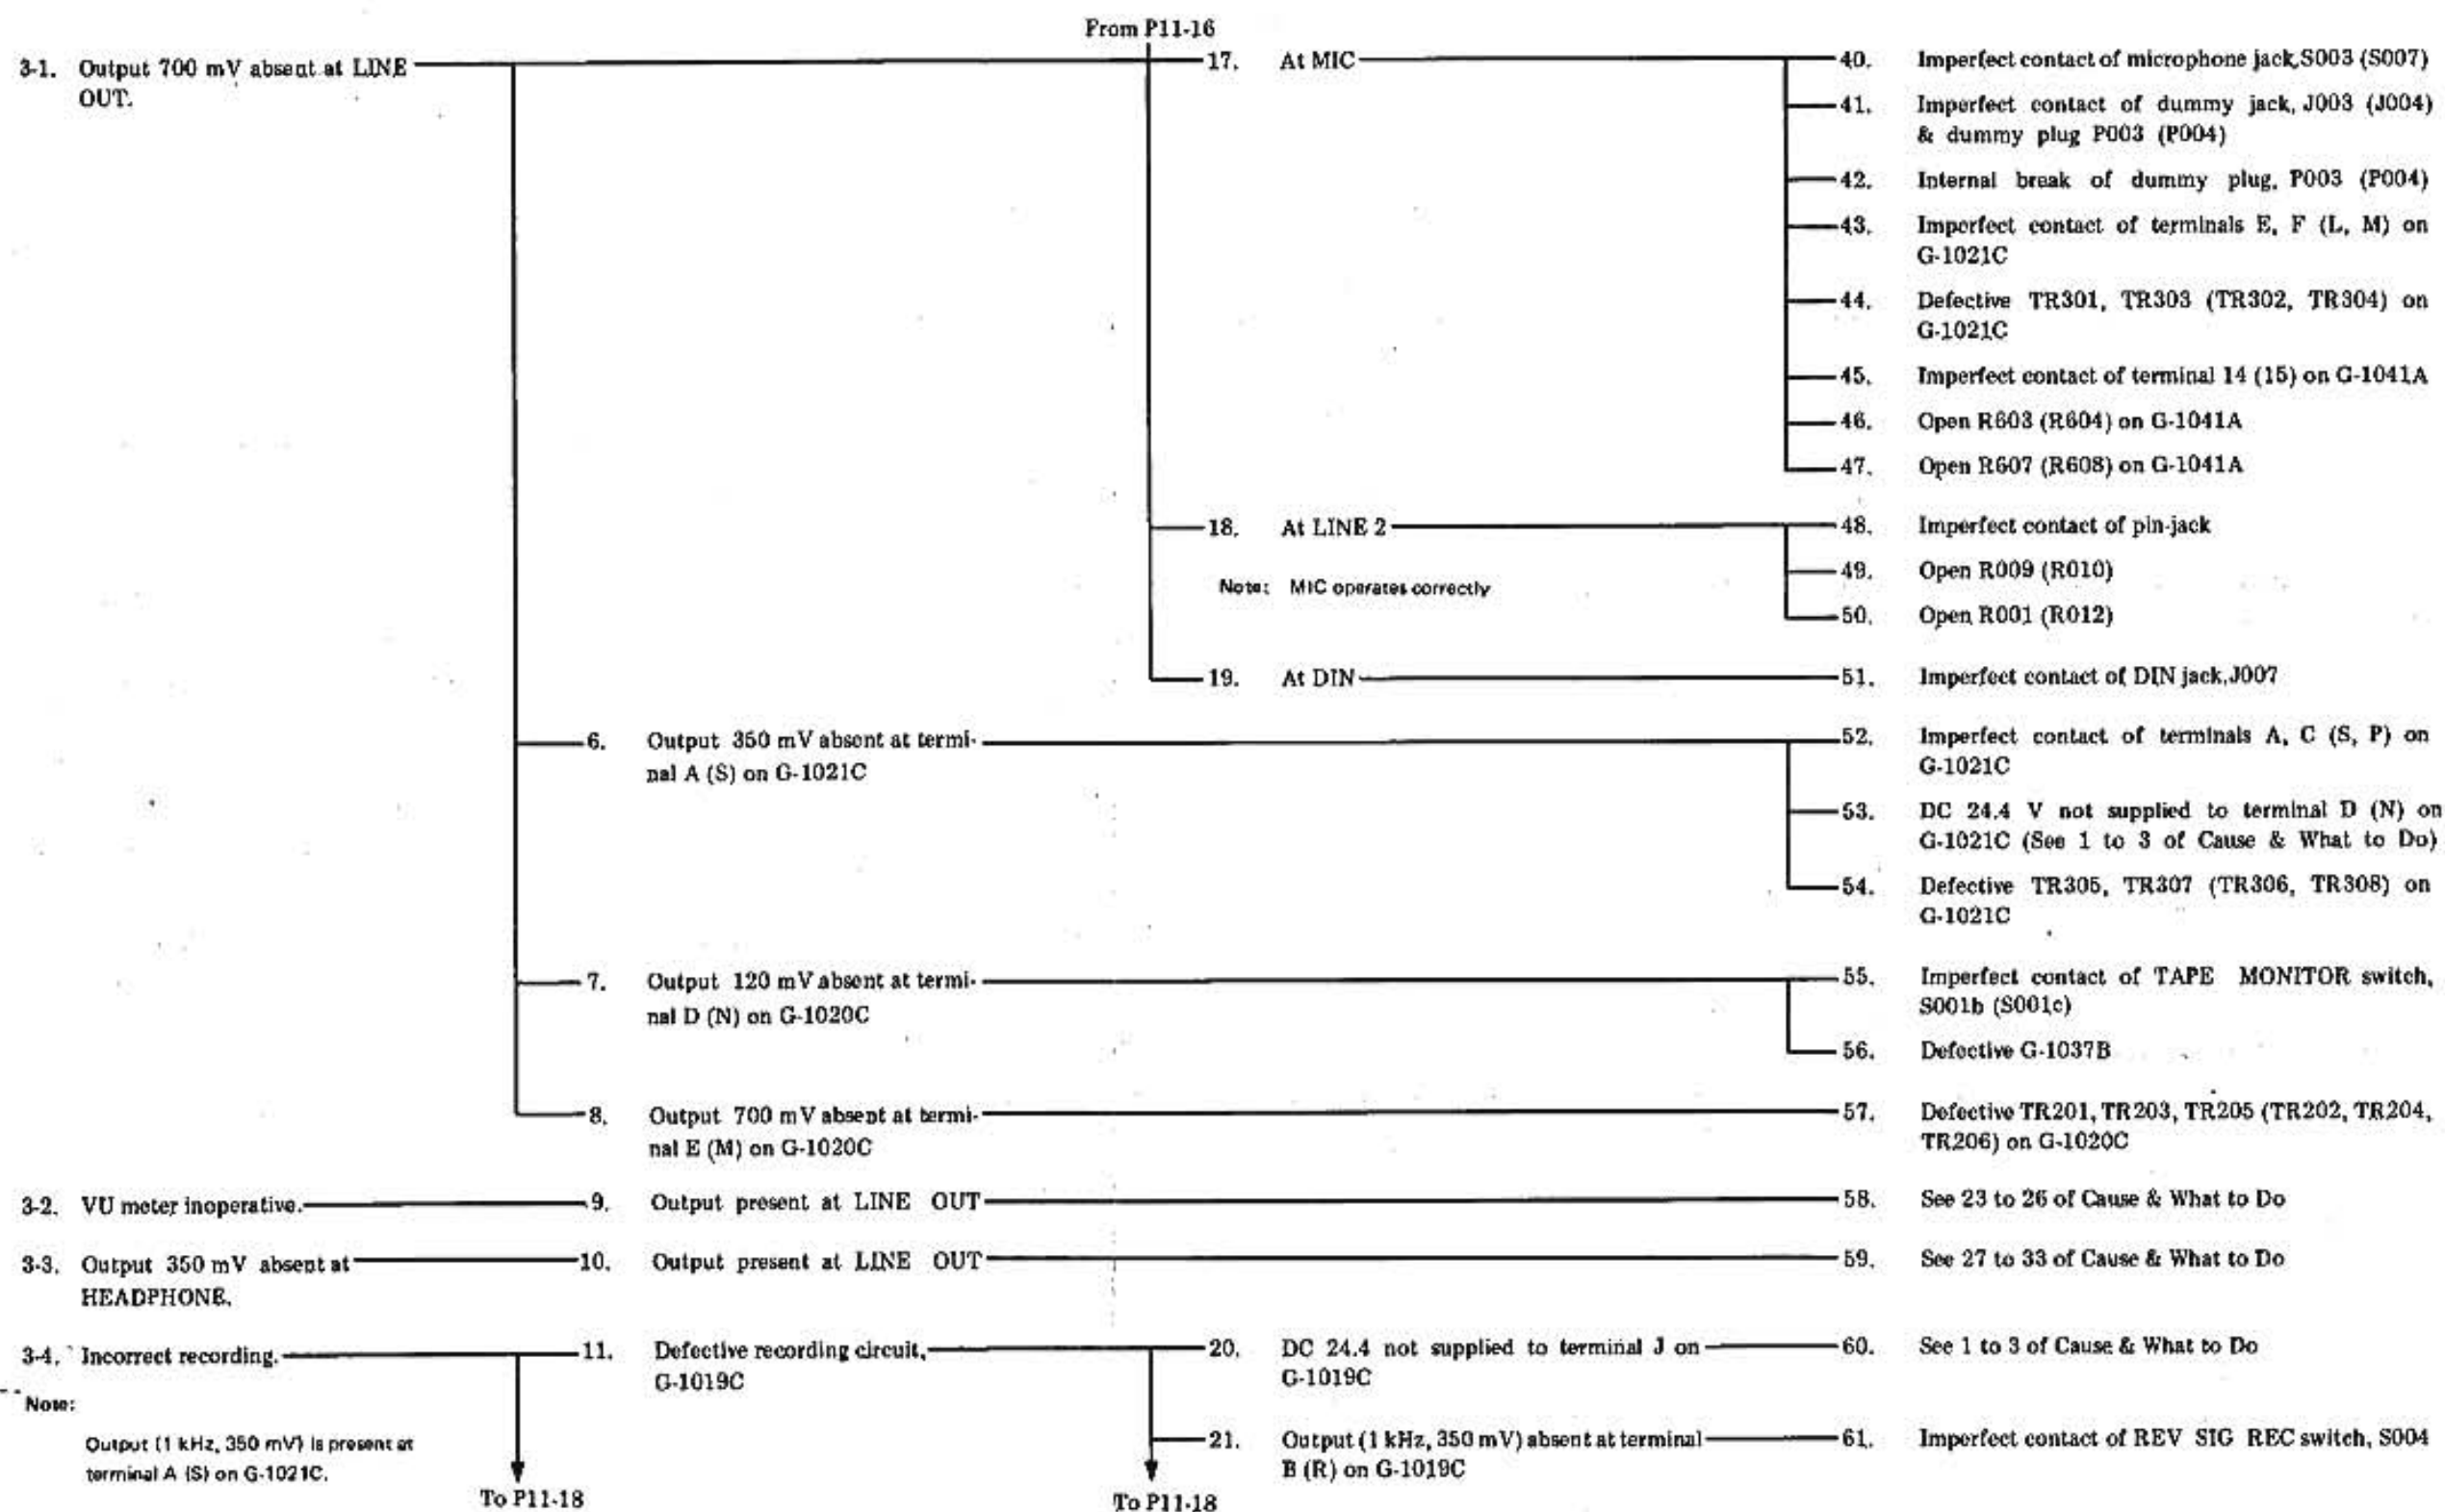 From P11-16
3-1. Output 700 mV absent at LINE
OUT.
17. At MIC
40. Imperfect contact of microphone jack, S003 (S007)
41. Imperfect contact of dummy jack, J003 (J004)
& dummy plug P003 (P004)
42. Internal break of dummy plug, P003 (P004)
43. Imperfect contact of terminals E, F (L, M) on
G-1021C
44. Defective TR301, TR303 (TR302, TR304) on
G-1021C
45. Imperfect contact of terminal 14 (15) on G-1041A
46. Open R603 (R604) on G-1041A
47. Open R607 (R608) on G-1041A
18. At LINE 2
Note: MIC operates correctly
48. Imperfect contact of pin-jack
49. Open R009 (R010)
50. Open R001 (R012)
19. At DIN
51. Imperfect contact of DIN jack, J007
6. Output 350 mV absent at termi-
nal A (S) on G-1021C
52. Imperfect contact of terminals A, C (S, P) on
G-1021C
53. DC 24.4 V not supplied to terminal D (N) on
G-1021C (See 1 to 3 of Cause & What to Do)
54. Defective TR305, TR307 (TR306, TR308) on
G-1021C
7. Output 120 mV absent at termi-
nal D (N) on G-1020C
55. Imperfect contact of TAPE MONITOR switch,
S001b (S001c)
56. Defective G-1037B
8. Output 700 mV absent at termi-
nal E (M) on G-1020C
57. Defective TR201, TR203, TR205 (TR202, TR204,
TR206) on G-1020C
3-2. VU meter inoperative.
9. Output present at LINE OUT
58. See 23 to 26 of Cause & What to Do
3-3. Output 350 mV absent at
HEADPHONE.
10. Output present at LINE OUT
59. See 27 to 33 of Cause & What to Do
3-4. Incorrect recording.
11. Defective recording circuit,
G-1019C
20. DC 24.4 not supplied to terminal J on
G-1019C
60. See 1 to 3 of Cause & What to Do
Note:
Output (1 kHz, 350 mV) is present at
terminal A (S) on G-1021C.
21. Output (1 kHz, 350 mV) absent at terminal
B (R) on G-1019C
61. Imperfect contact of REV SIG REC switch, S004
To P11-18
To P11-18